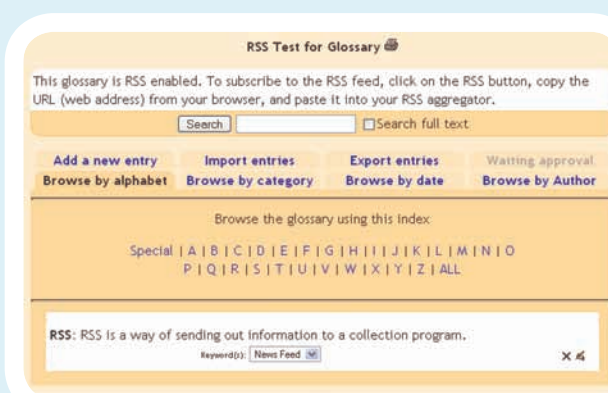 RSS Test for Glossary
This glossary is RSS enabled. To subscribe to the RSS feed, click on the RSS button, copy the
URL (web address) from your browser, and paste it into your RSS aggregator.
Search Search full text
Add a new entry Import entries Export entries Waiting approval
Browse by alphabet Browse by category Browse by date Browse by Author
Browse the glossary using this index
Special | A | B | C | D | E | F | G | H | I | J | K | L | M | N | O
P | Q | R | S | T | U | V | W | X | Y | Z | ALL
RSS: RSS is a way of sending out information to a collection program.
Keyword(s): News Feed